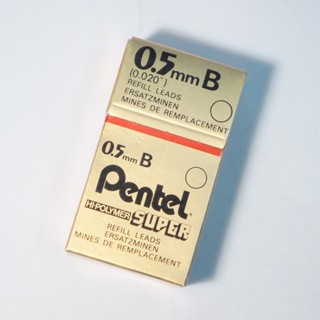 0.5mm B
(0.020")
REFILL LEADS
ERSATZMINEN
MINES DE REMPLACEMENT
0.5mm B
Pentel
HI-POLYMER SUPER
REFILL LEADS
ERSATZMINEN
MINES DE REMPLACEMENT